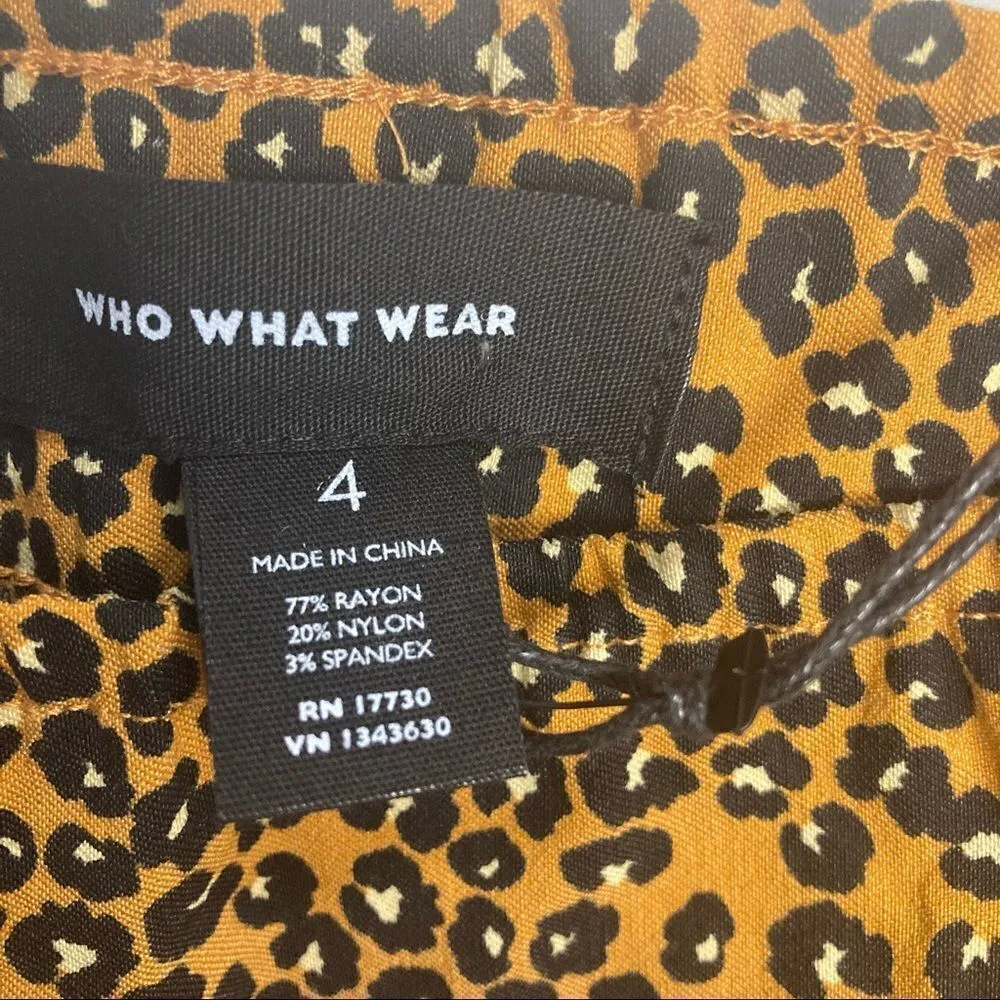 WHO WHAT WEAR
4
MADE IN CHINA
77% RAYON
20% NYLON
3% SPANDEX
RN 17730
VN 1343630